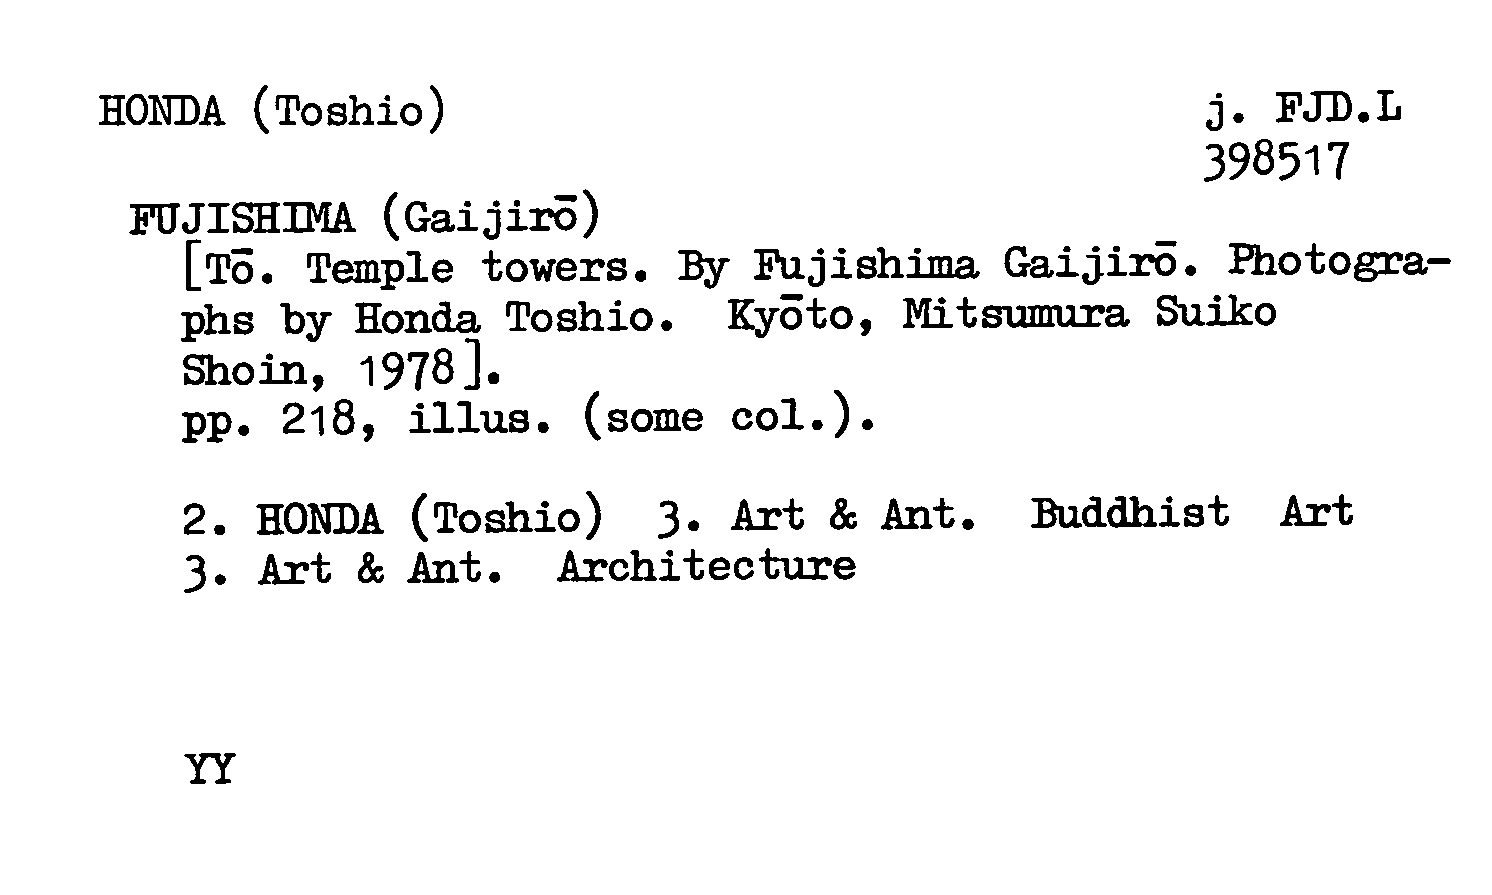 HONDA (Toshio)
j. FJD.L
398517
FUJISHIMA (Gaijirō)
[Tō. Temple towers. By Fujishima Gaijirō. Photogra-
phs by Honda Toshio. Kyōto, Mitsumura Suiko
Shoin, 1978].
pp. 218, illus. (some col.).
2. HONDA (Toshio) 3. Art & Ant. Buddhist Art
3. Art & Ant. Architecture
YY